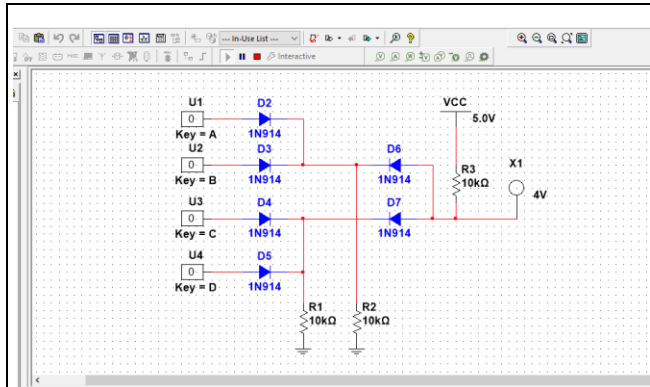 --- In-Use List ---
Interactive
U1
0
Key = A
D2
1N914
U2
0
Key = B
D3
1N914
U3
0
Key = C
D4
1N914
U4
0
Key = D
D5
1N914
D6
1N914
D7
1N914
VCC
5.0V
R3
10kΩ
X1
4V
R1
10kΩ
R2
10kΩ